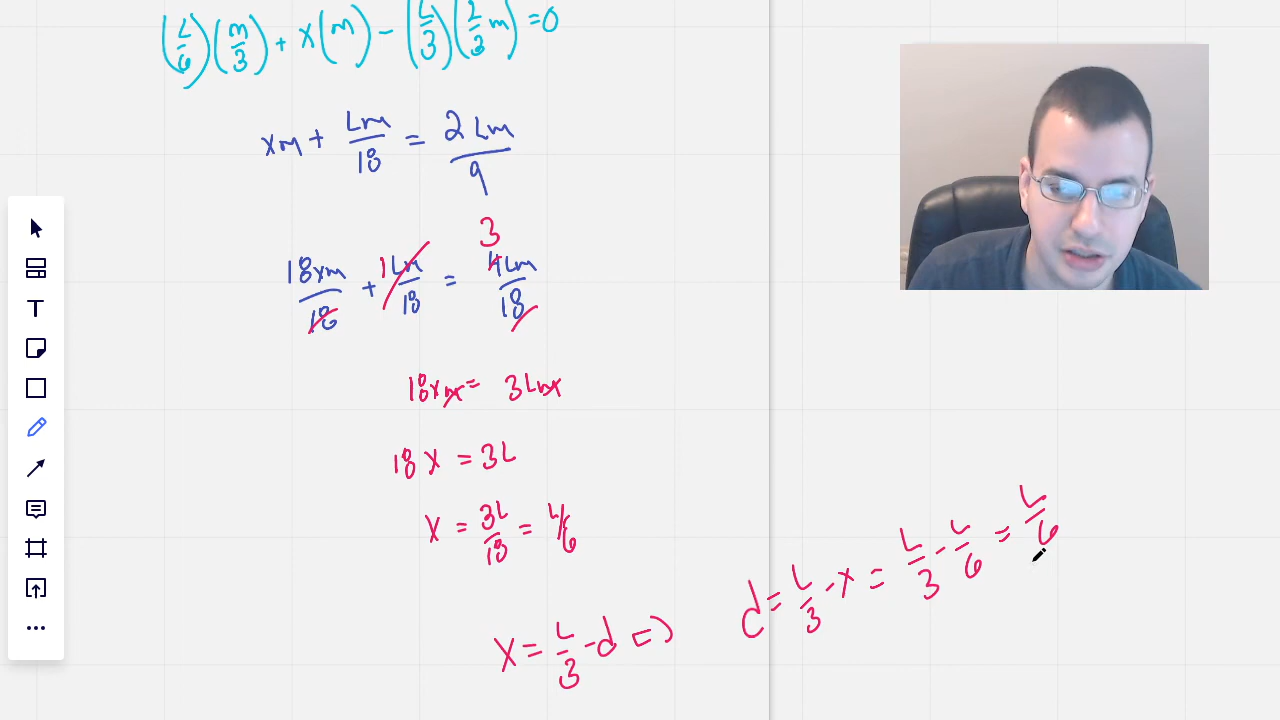 (L/6)(m/3) + x(m) - (L/3)(2/3 m) = 0
xm + Lm/18 = 2Lm/9
3
18xm/18 + 1Lm/18 = 4Lm/18
18xm = 3Lm
18x = 3L
x = 3L/18 = L/6
x = L/3 - d =>
d = L/3 - x = L/3 - L/6 = L/6
T